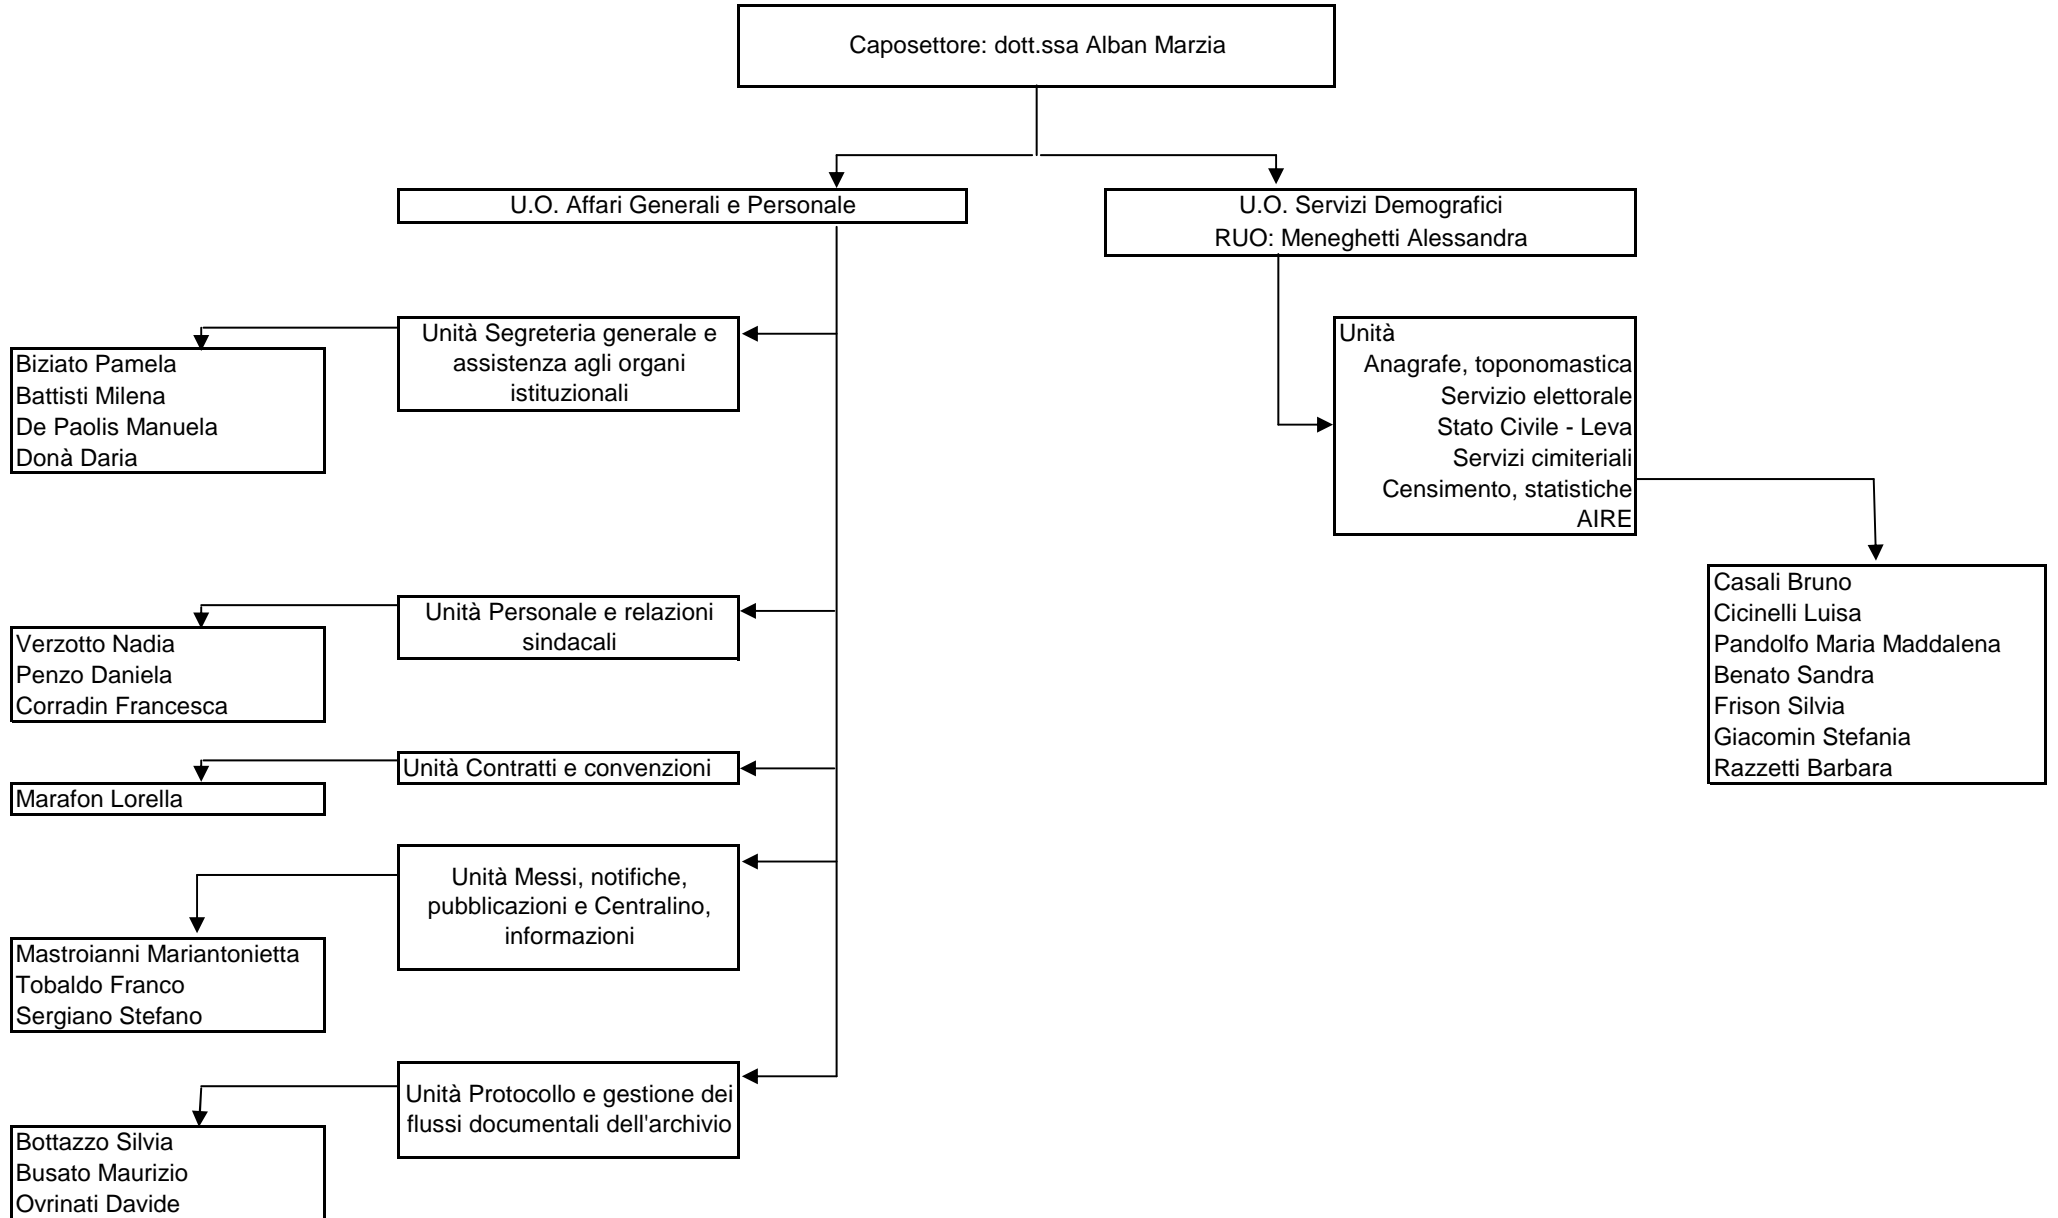 Caposettore: dott.ssa Alban Marzia
U.O. Affari Generali e Personale
U.O. Servizi Demografici
RUO: Meneghetti Alessandra
Unità Segreteria generale e
assistenza agli organi
istituzionali
Biziato Pamela
Battisti Milena
De Paolis Manuela
Donà Daria
Unità
Anagrafe, toponomastica
Servizio elettorale
Stato Civile - Leva
Servizi cimiteriali
Censimento, statistiche
AIRE
Casali Bruno
Cicinelli Luisa
Pandolfo Maria Maddalena
Benato Sandra
Frison Silvia
Giacomin Stefania
Razzetti Barbara
Unità Personale e relazioni
sindacali
Verzotto Nadia
Penzo Daniela
Corradin Francesca
Unità Contratti e convenzioni
Marafon Lorella
Unità Messi, notifiche,
pubblicazioni e Centralino,
informazioni
Mastroianni Mariantonietta
Tobaldo Franco
Sergiano Stefano
Unità Protocollo e gestione dei
flussi documentali dell'archivio
Bottazzo Silvia
Busato Maurizio
Ovrinati Davide